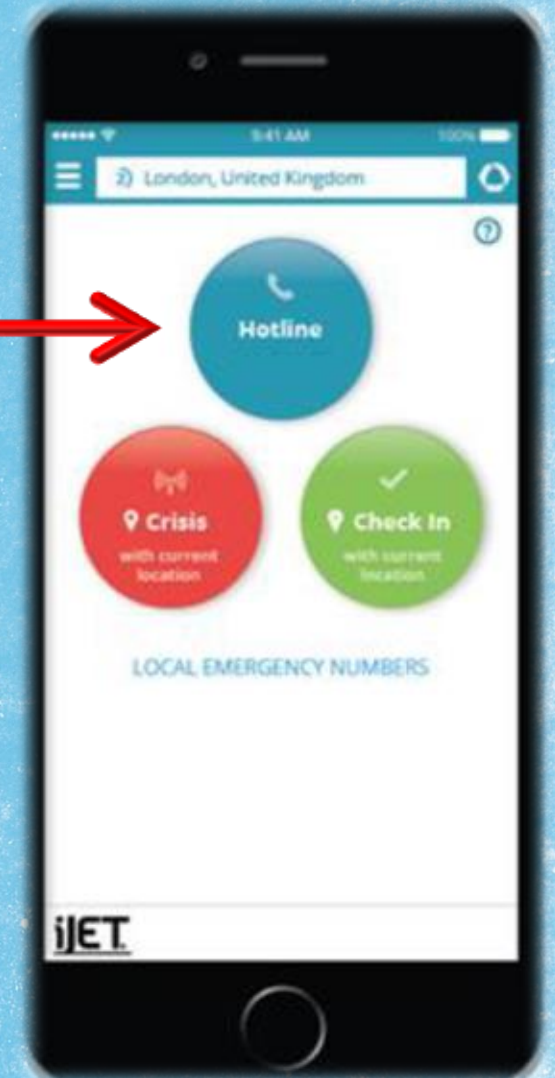 9:41 AM 100%
2) London, United Kingdom
?
Hotline
Crisis
with current
location
Check In
with current
location
LOCAL EMERGENCY NUMBERS
iJET